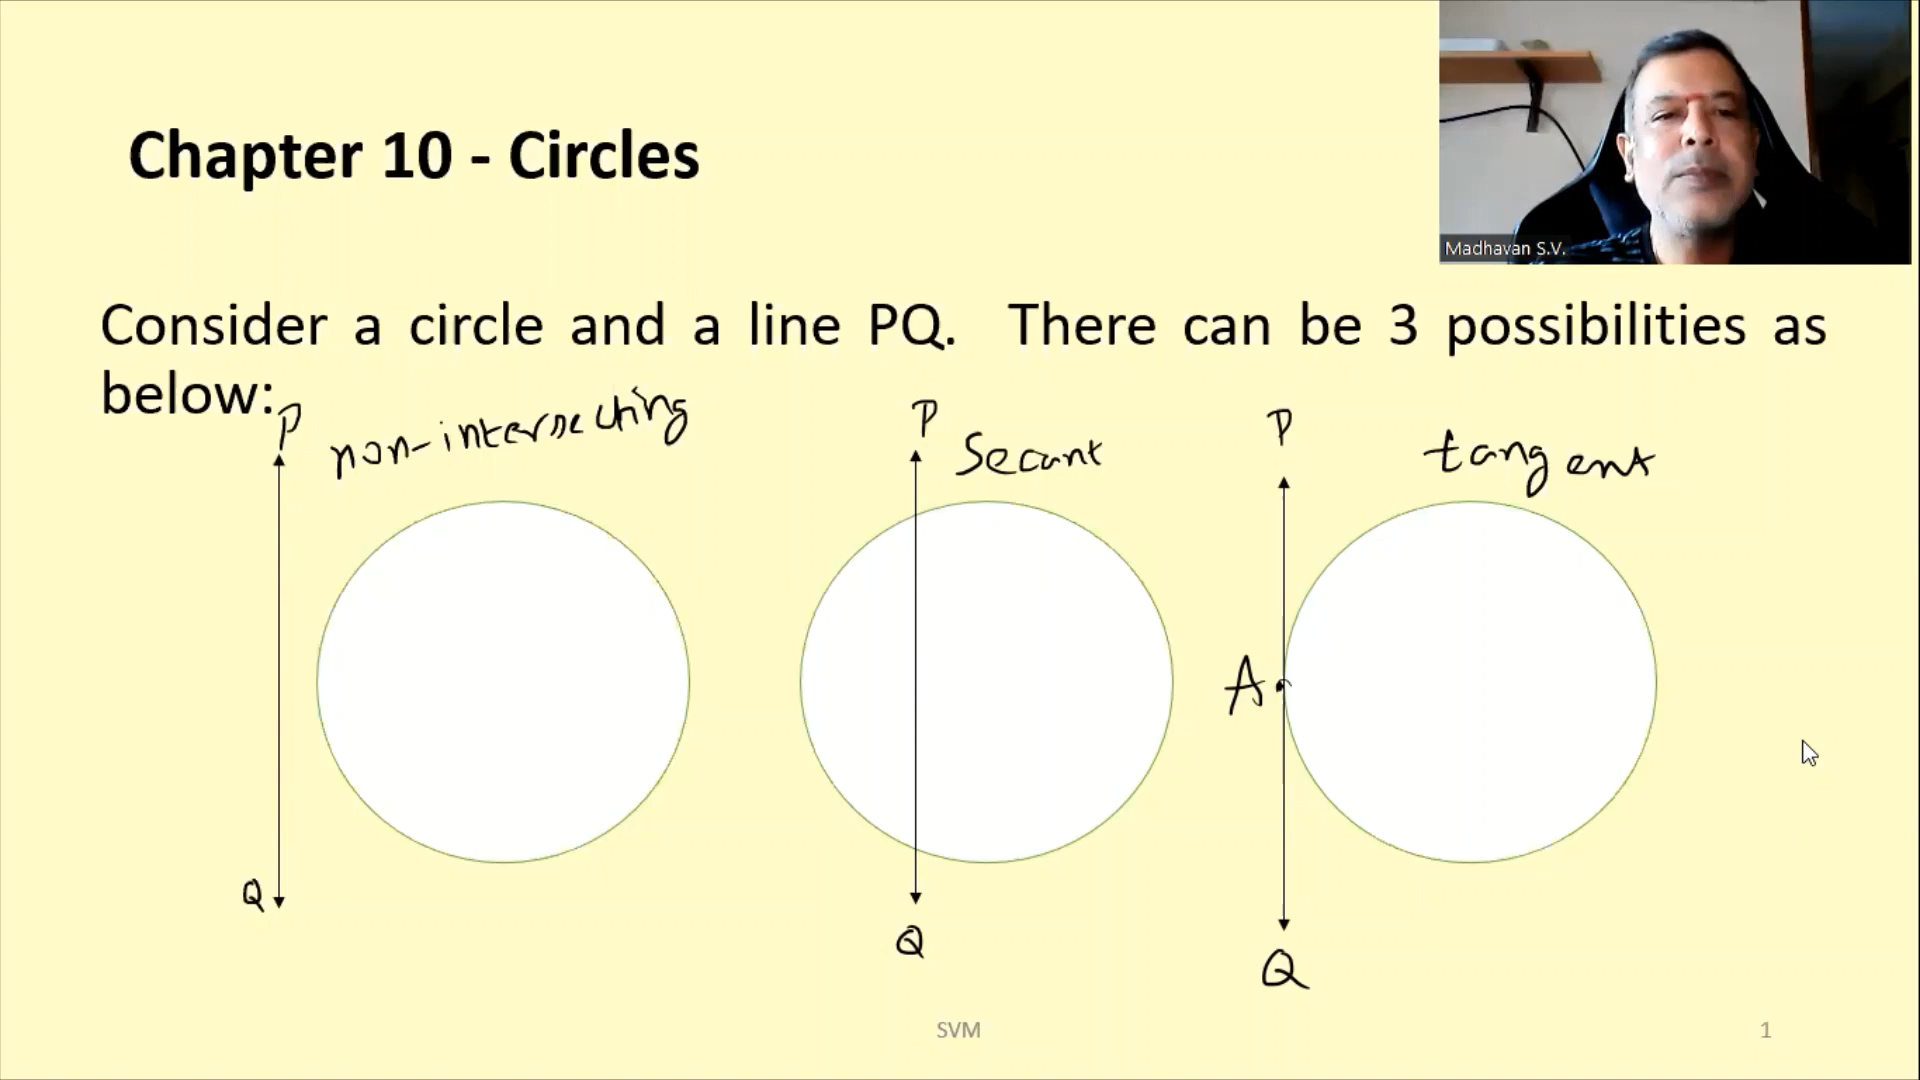 Chapter 10 - Circles
Madhavan S.V.
Consider a circle and a line PQ. There can be 3 possibilities as
below:
P non-intersecting
P Secant
P tangent
A
Q
Q
Q
SVM
1